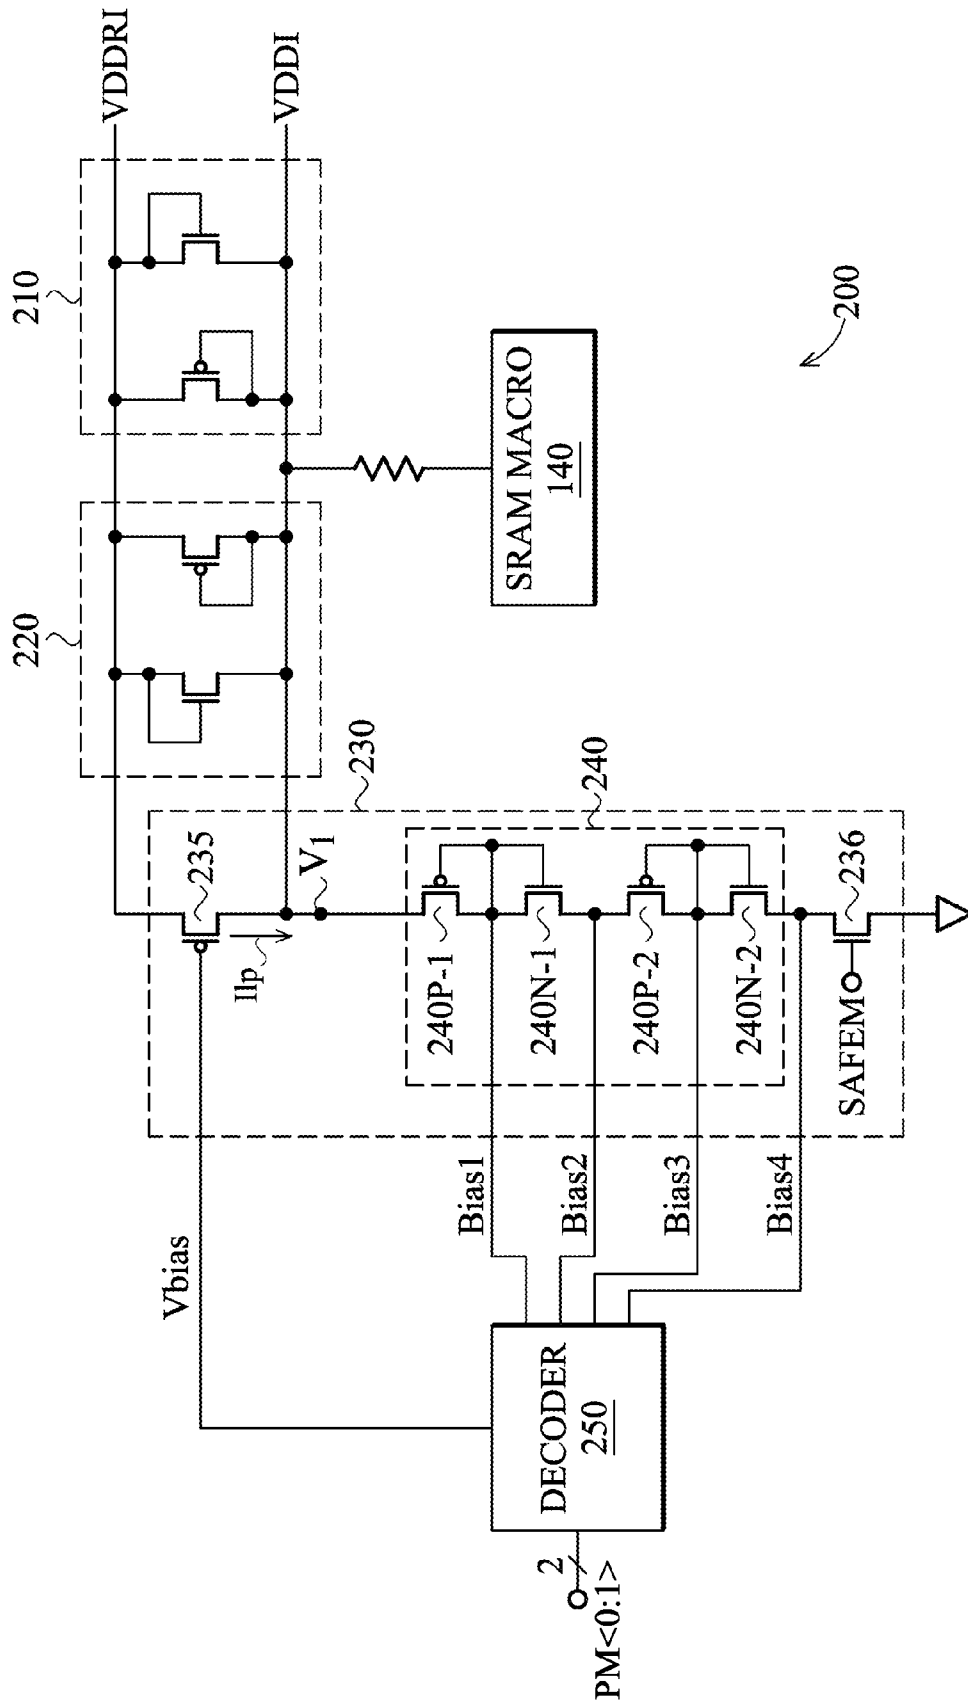 VDDRI
VDDI
210
220
230
235
Ilp
V1
240
240P-1
240N-1
240P-2
240N-2
236
SAFEM
Vbias
Bias1
Bias2
Bias3
Bias4
DECODER
250
2
PM<0:1>
SRAM MACRO
140
200